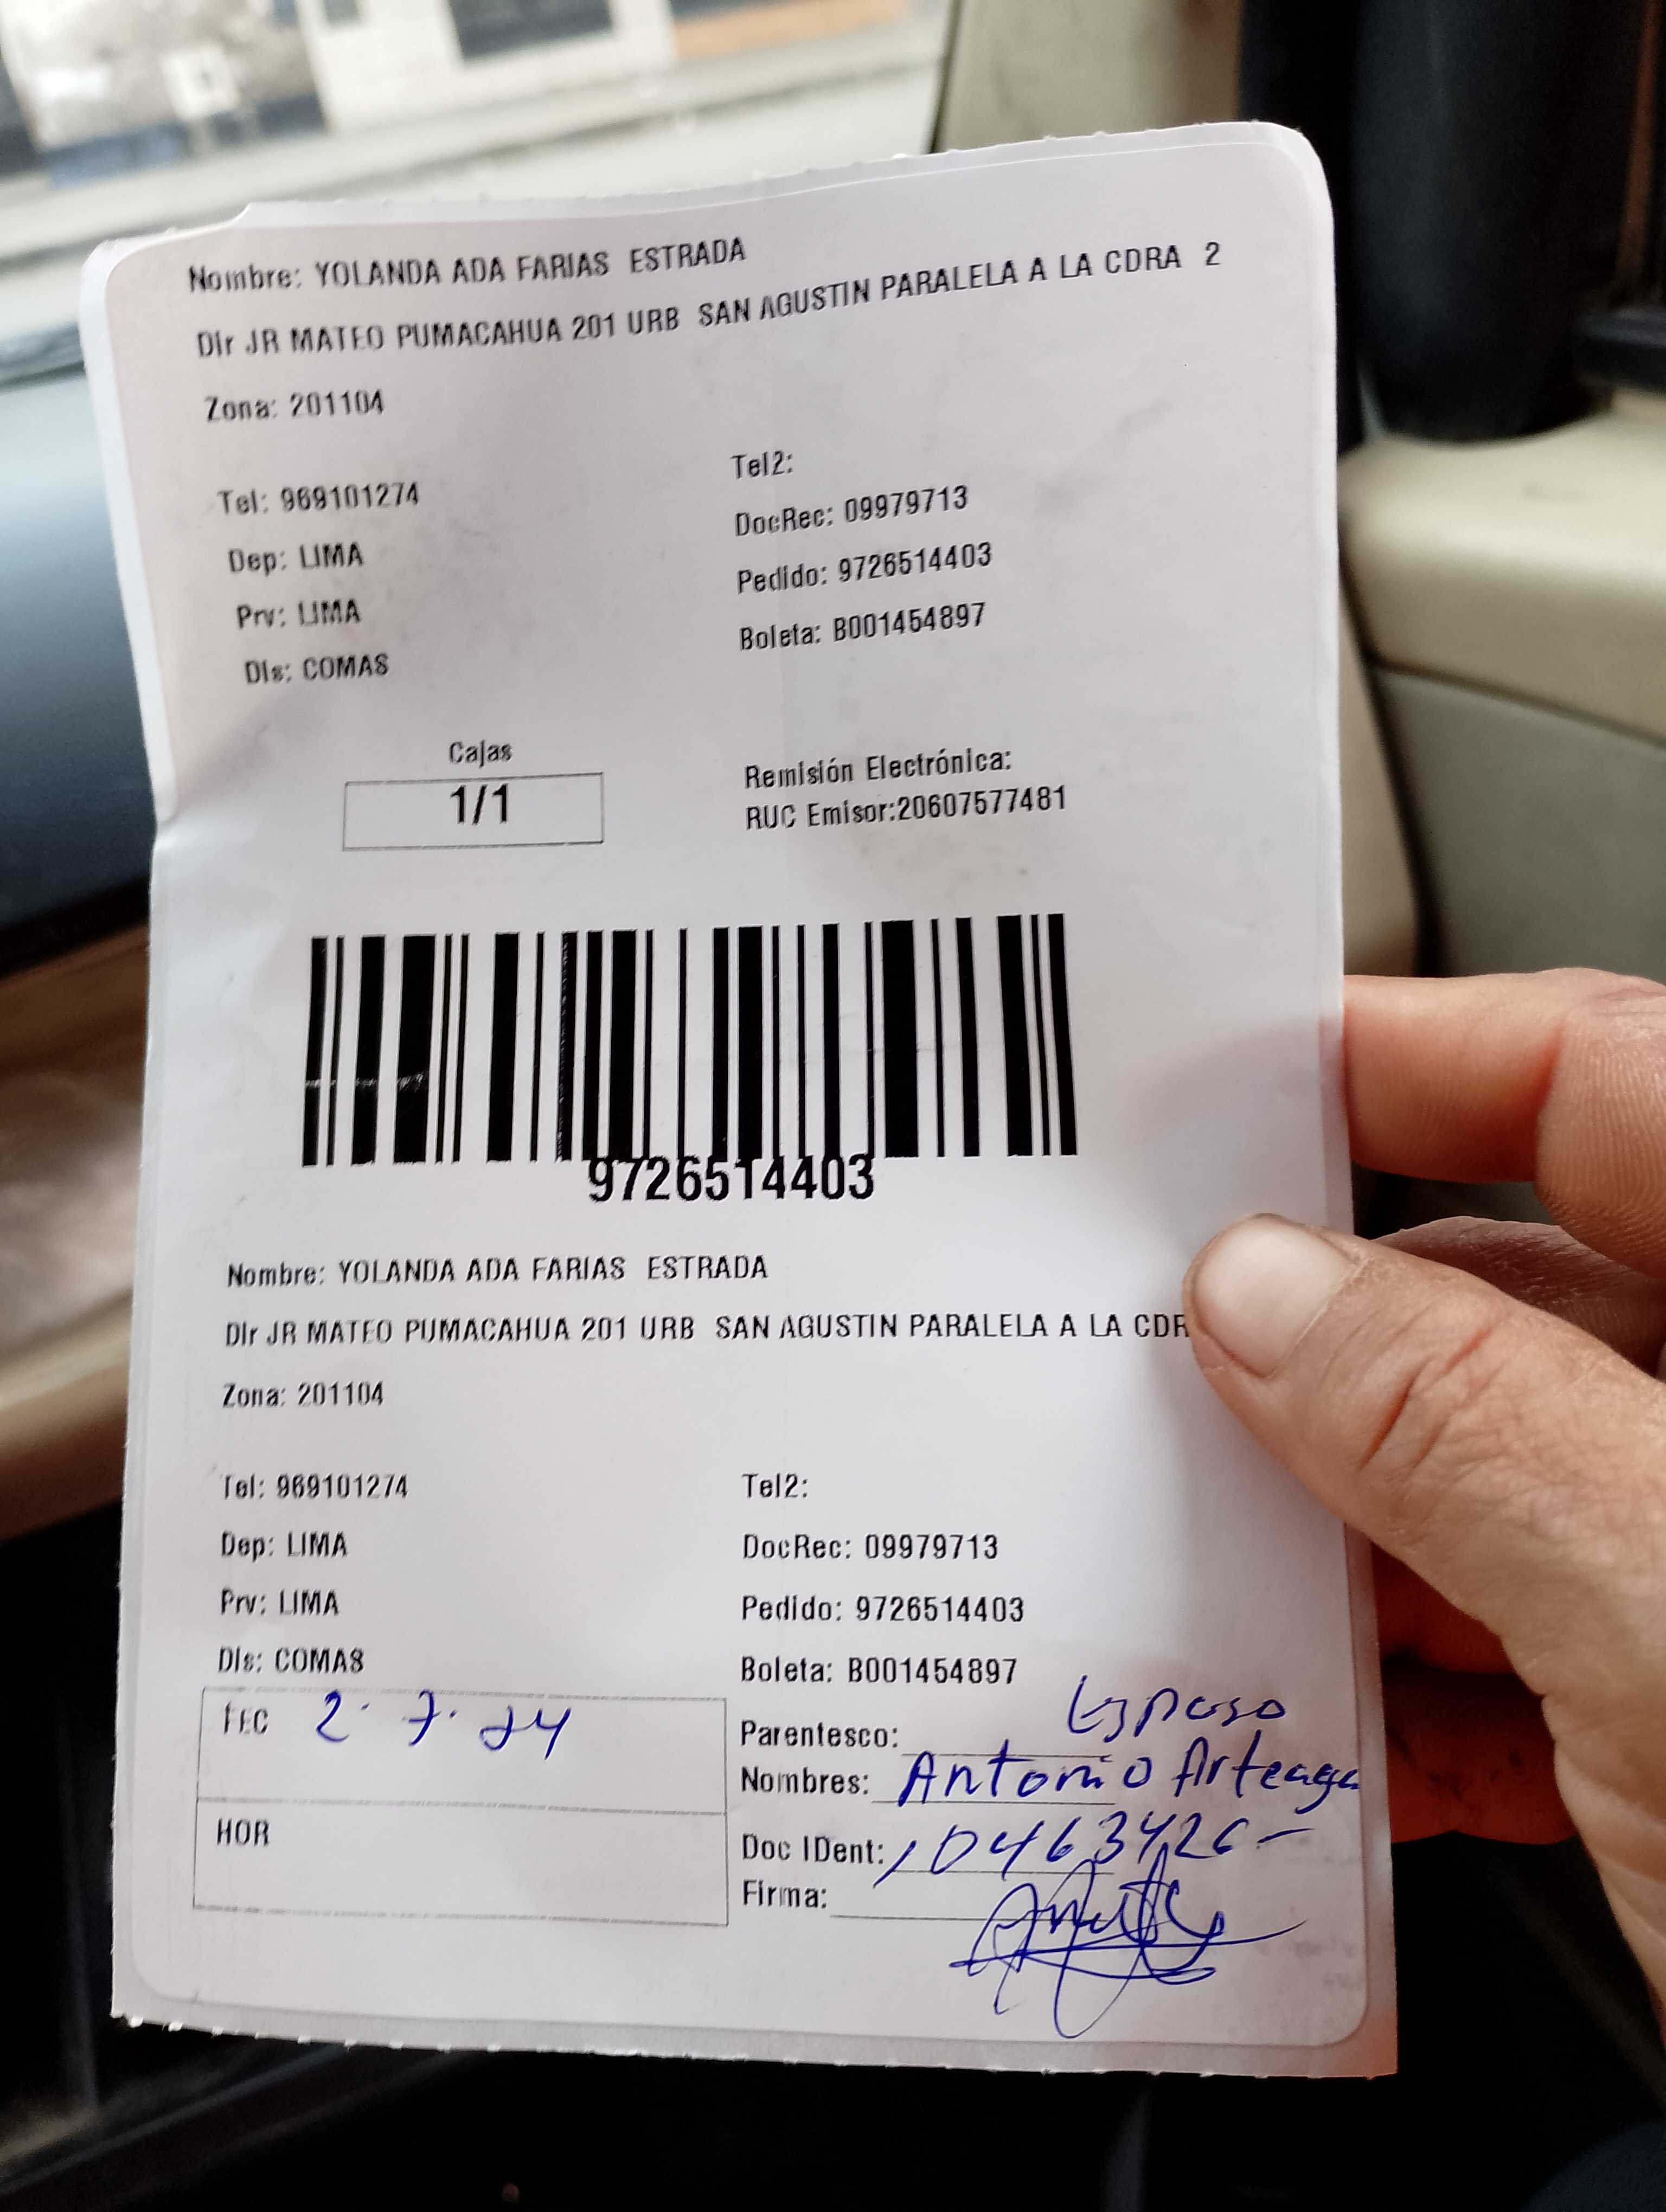 Nombre: YOLANDA ADA FARIAS ESTRADA
Dir JR MATEO PUMACAHUA 201 URB SAN AGUSTIN PARALELA A LA CDRA 2
Zona: 201104
Tel: 969101274
Tel2:
Dep: LIMA
DocRec: 09979713
Prv: LIMA
Pedido: 9726514403
Dis: COMAS
Boleta: B001454897
Cajas
1/1
Remisión Electrónica:
RUC Emisor:20607577481
9726514403
Nombre: YOLANDA ADA FARIAS ESTRADA
Dir JR MATEO PUMACAHUA 201 URB SAN AGUSTIN PARALELA A LA CDR
Zona: 201104
Tel: 969101274
Tel2:
Dep: LIMA
DocRec: 09979713
Prv: LIMA
Pedido: 9726514403
Dis: COMAS
Boleta: B001454897
FEC 2.7.24
Parentesco: Esposo
Nombres: Antonio Arteaga
HOR
Doc IDent: 10463426-
Firma: